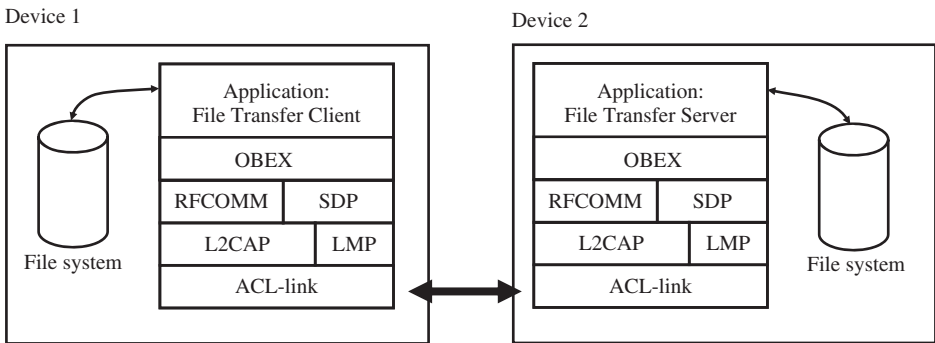 Device 1
Application:
File Transfer Client
OBEX
RFCOMM
SDP
L2CAP
LMP
ACL-link
File system
Device 2
Application:
File Transfer Server
OBEX
RFCOMM
SDP
L2CAP
LMP
ACL-link
File system